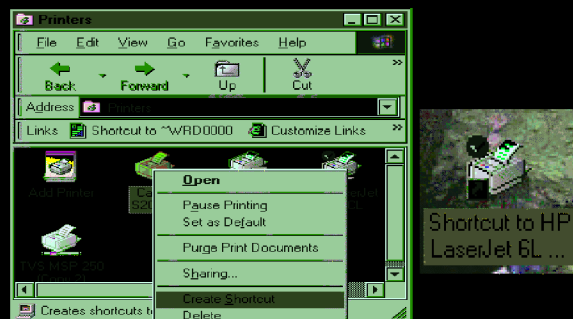 Printers
File Edit View Go Favorites Help
Back Forward Up Cut »
Address Printers
Links Shortcut to ~WRD0000 Customize Links »
Add Printer
TVS MSP 250
Open
Pause Printing
Set as Default
Purge Print Documents
Sharing...
Create Shortcut
Delete
Creates shortcuts
Shortcut to HP
LaserJet 6L ...